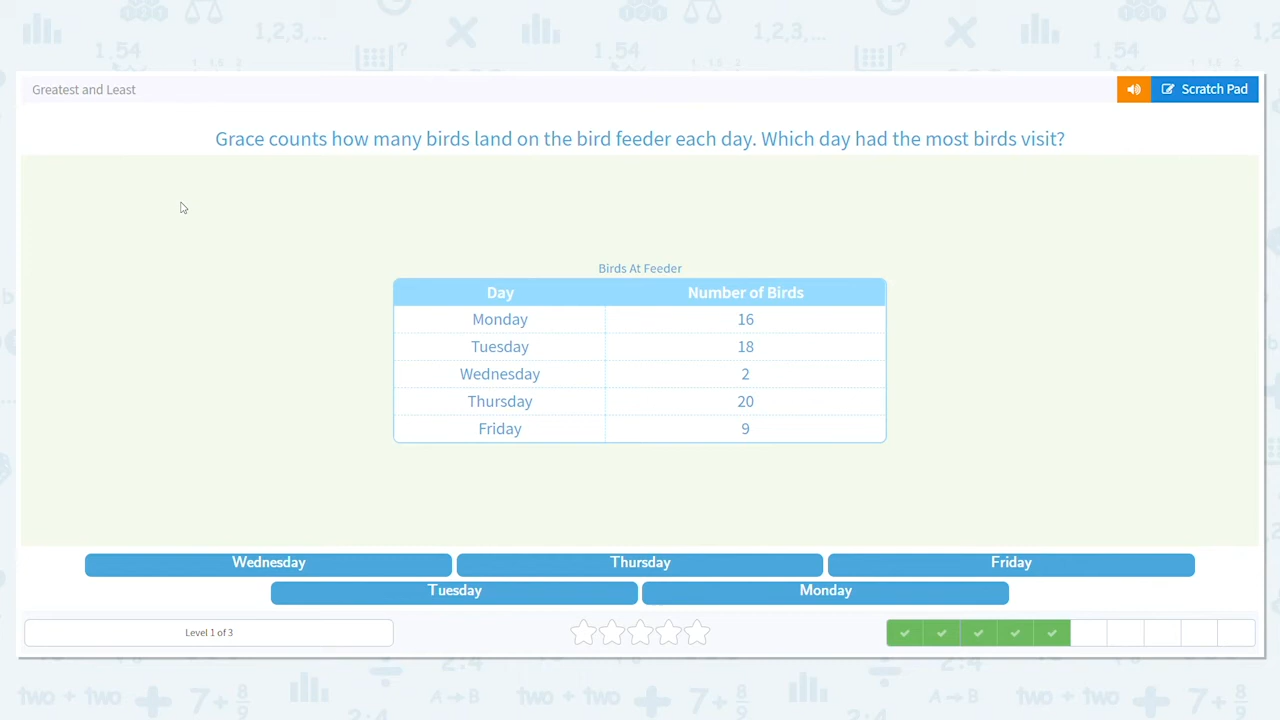 Greatest and Least
Scratch Pad
Grace counts how many birds land on the bird feeder each day. Which day had the most birds visit?
Birds At Feeder
Day Number of Birds
Monday 16
Tuesday 18
Wednesday 2
Thursday 20
Friday 9
Wednesday Thursday Friday
Tuesday Monday
Level 1 of 3